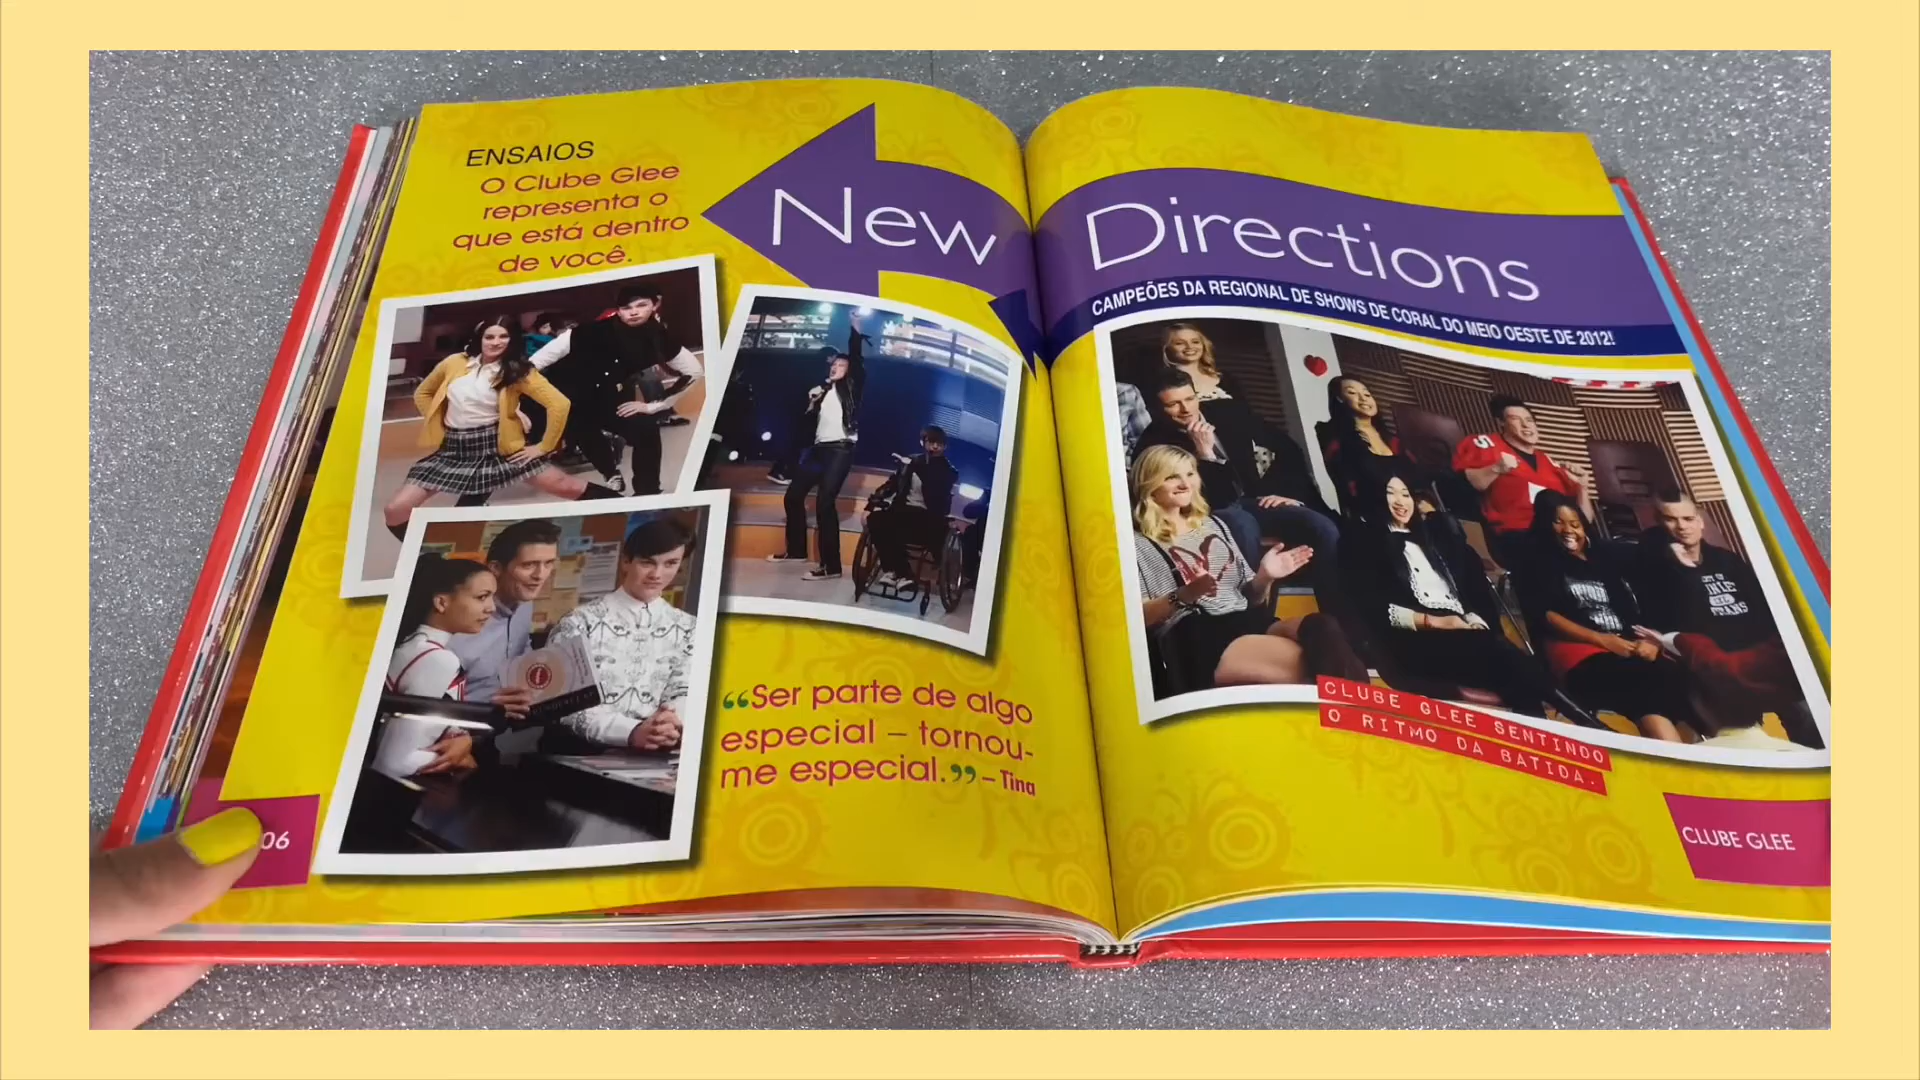 ENSAIOS
O Clube Glee
representa o
que está dentro
de você.
New Directions
CAMPEÕES DA REGIONAL DE SHOWS DE CORAL DO MEIO OESTE DE 2012!
“Ser parte de algo
especial – tornou-
me especial.” – Tina
CLUBE GLEE SENTINDO
O RITMO DA BATIDA.
06
CLUBE GLEE